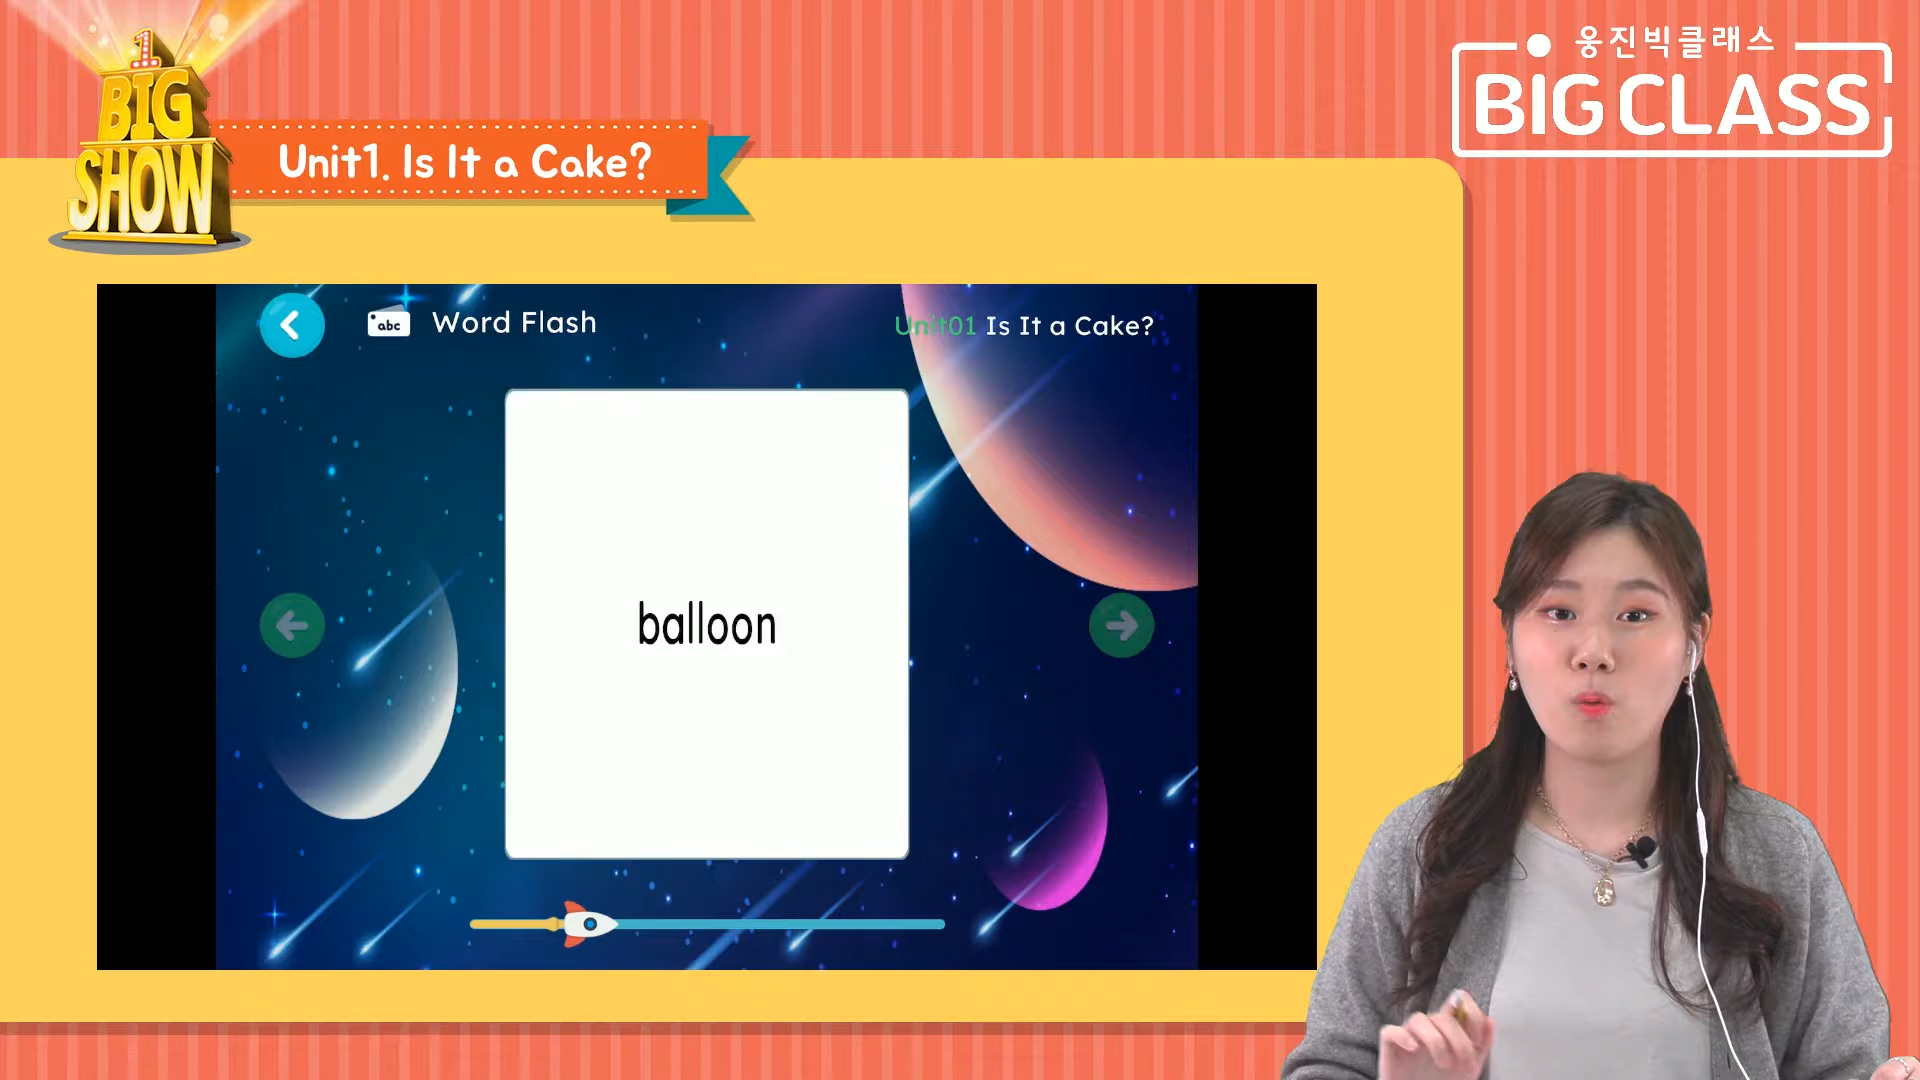 1
BIG
SHOW
Unit1. Is It a Cake?
웅진빅클래스
BIG CLASS
abc
Word Flash
Unit01 Is It a Cake?
balloon